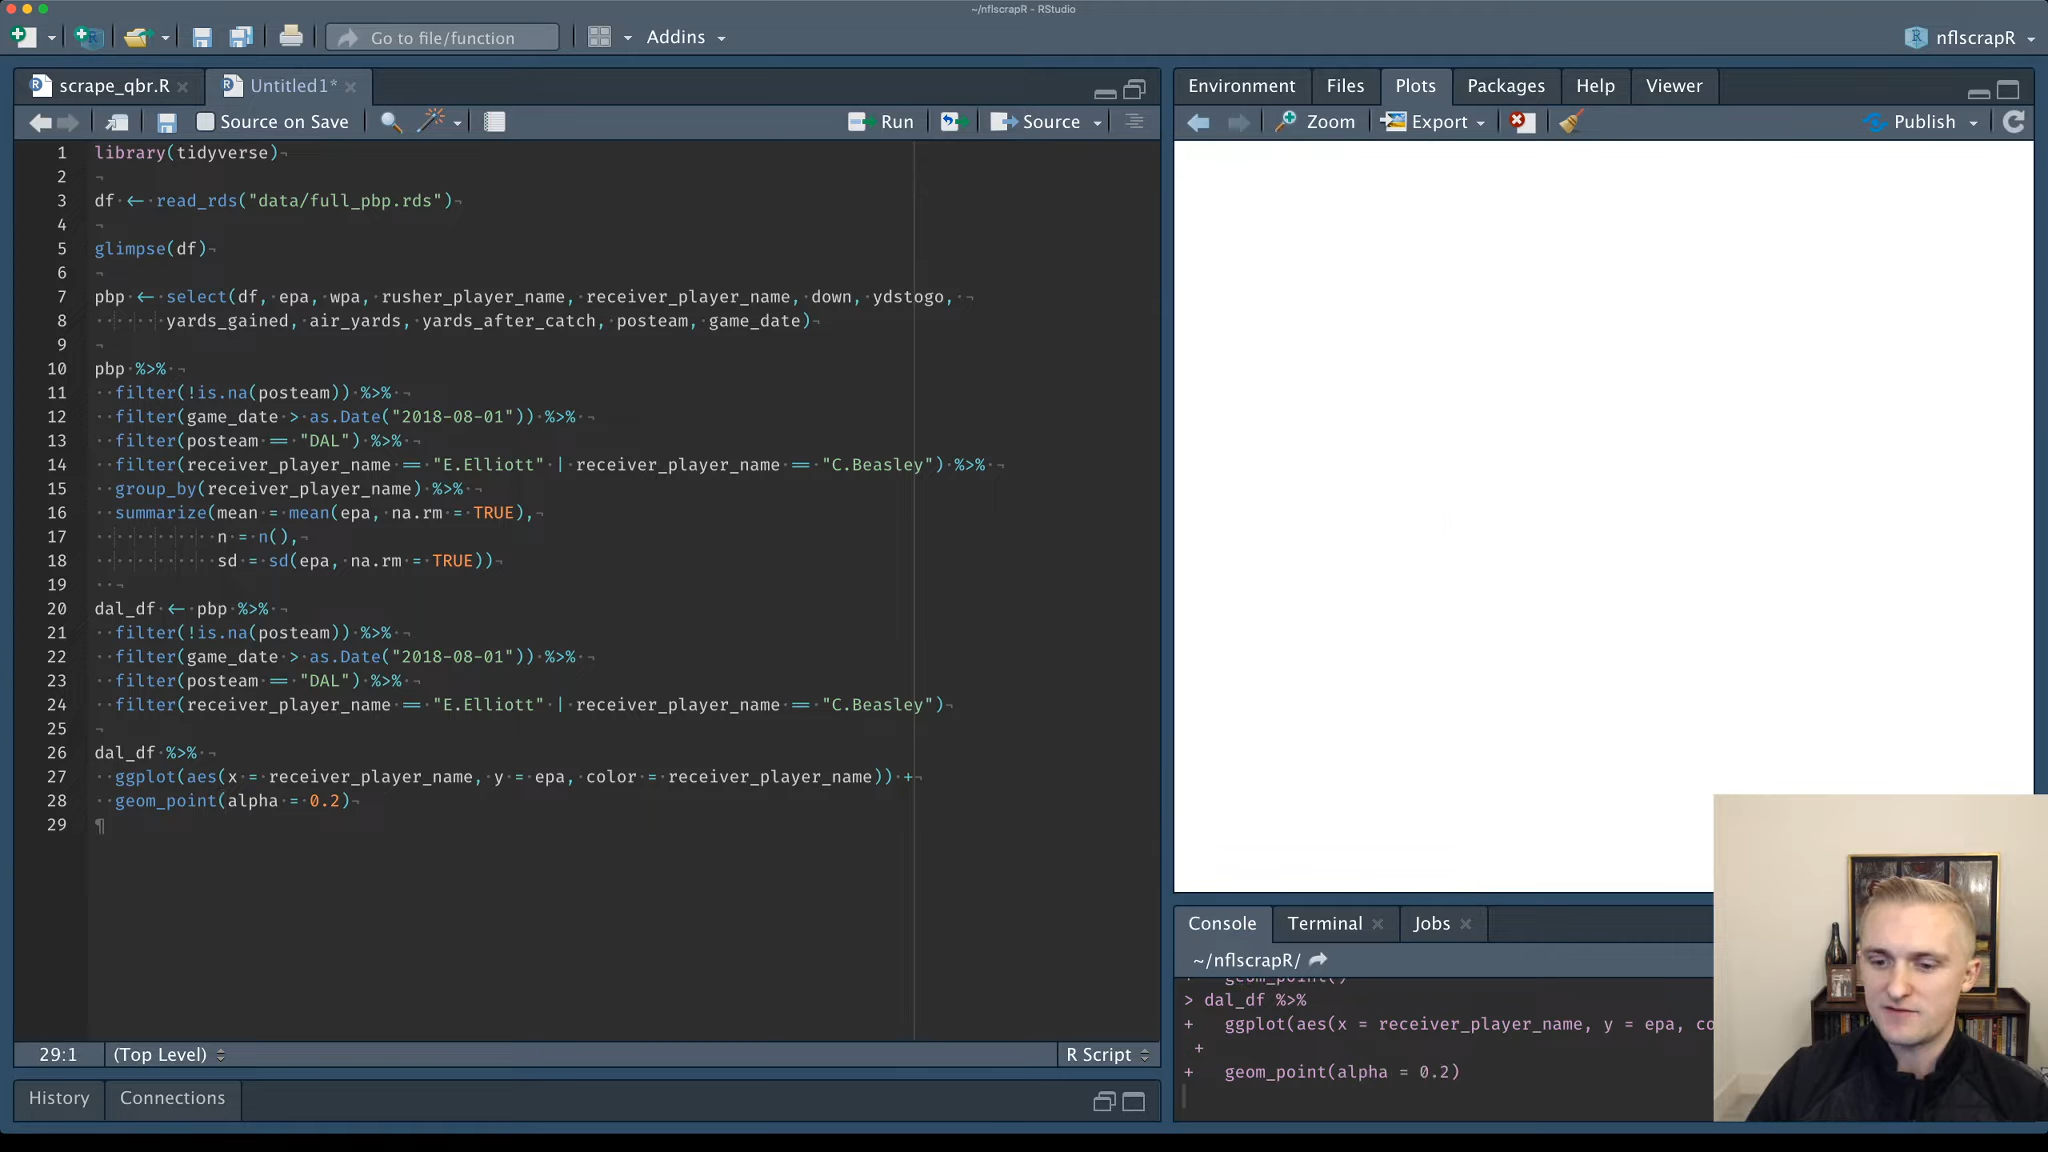 ~/nflscrapR - RStudio
Go to file/function
Addins
nflscrapR
scrape_qbr.R
Untitled1*
Source on Save
Run
Source
1 library(tidyverse)
2
3 df <- read_rds("data/full_pbp.rds")
4
5 glimpse(df)
6
7 pbp <- select(df, epa, wpa, rusher_player_name, receiver_player_name, down, ydstogo,
8 yards_gained, air_yards, yards_after_catch, posteam, game_date)
9
10 pbp %>%
11 filter(!is.na(posteam)) %>%
12 filter(game_date > as.Date("2018-08-01")) %>%
13 filter(posteam == "DAL") %>%
14 filter(receiver_player_name == "E.Elliott" | receiver_player_name == "C.Beasley") %>%
15 group_by(receiver_player_name) %>%
16 summarize(mean = mean(epa, na.rm = TRUE),
17 n = n(),
18 sd = sd(epa, na.rm = TRUE))
19
20 dal_df <- pbp %>%
21 filter(!is.na(posteam)) %>%
22 filter(game_date > as.Date("2018-08-01")) %>%
23 filter(posteam == "DAL") %>%
24 filter(receiver_player_name == "E.Elliott" | receiver_player_name == "C.Beasley")
25
26 dal_df %>%
27 ggplot(aes(x = receiver_player_name, y = epa, color = receiver_player_name)) +
28 geom_point(alpha = 0.2)
29
29:1
(Top Level)
R Script
History
Connections
Environment
Files
Plots
Packages
Help
Viewer
Zoom
Export
Publish
Console
Terminal
Jobs
~/nflscrapR/
+ geom_point()
> dal_df %>%
+ ggplot(aes(x = receiver_player_name, y = epa, co
+
+ geom_point(alpha = 0.2)